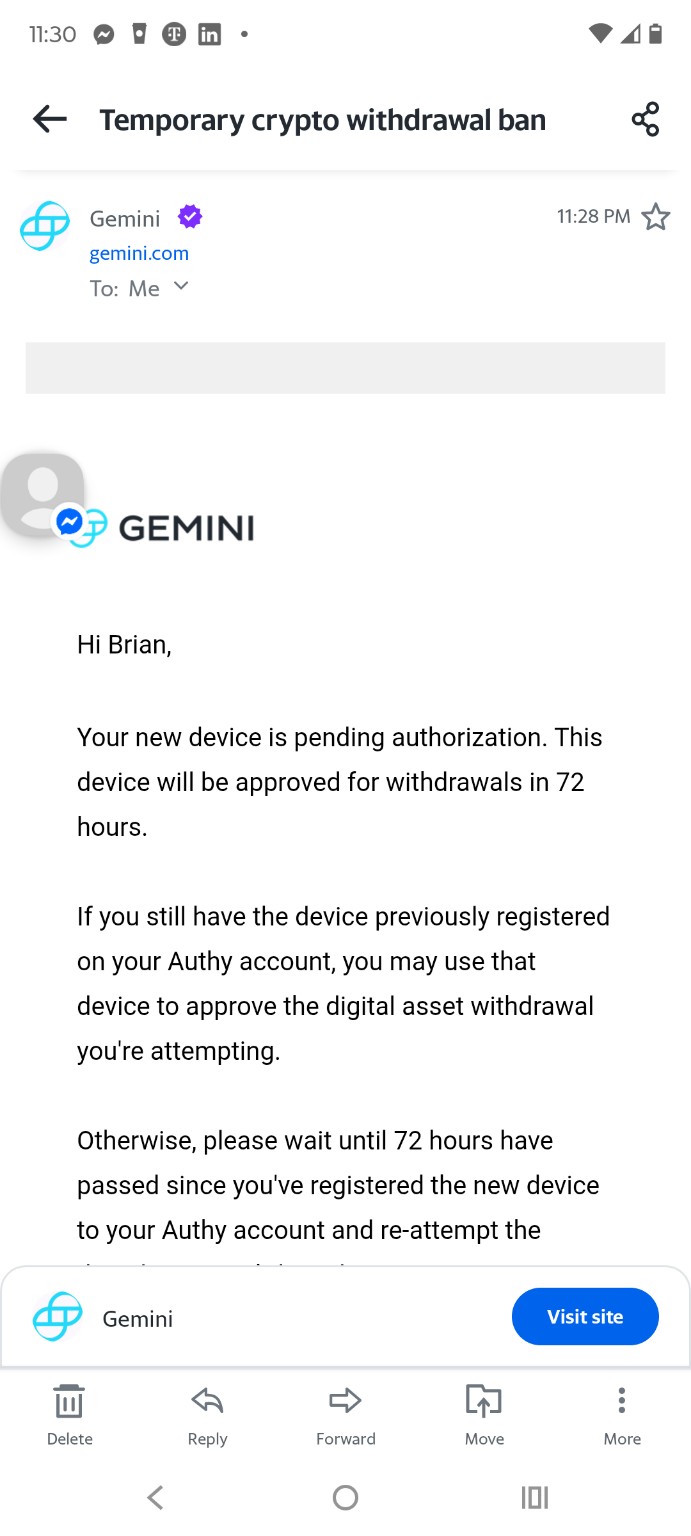 11:30
Temporary crypto withdrawal ban
Gemini
11:28 PM
gemini.com
To: Me
GEMINI
Hi Brian,
Your new device is pending authorization. This
device will be approved for withdrawals in 72
hours.
If you still have the device previously registered
on your Authy account, you may use that
device to approve the digital asset withdrawal
you're attempting.
Otherwise, please wait until 72 hours have
passed since you've registered the new device
to your Authy account and re-attempt the
Gemini
Visit site
Delete
Reply
Forward
Move
More